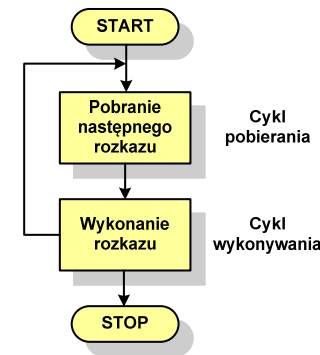 START
Pobranie
następnego
rozkazu
Cykl
pobierania
Wykonanie
rozkazu
Cykl
wykonywania
STOP